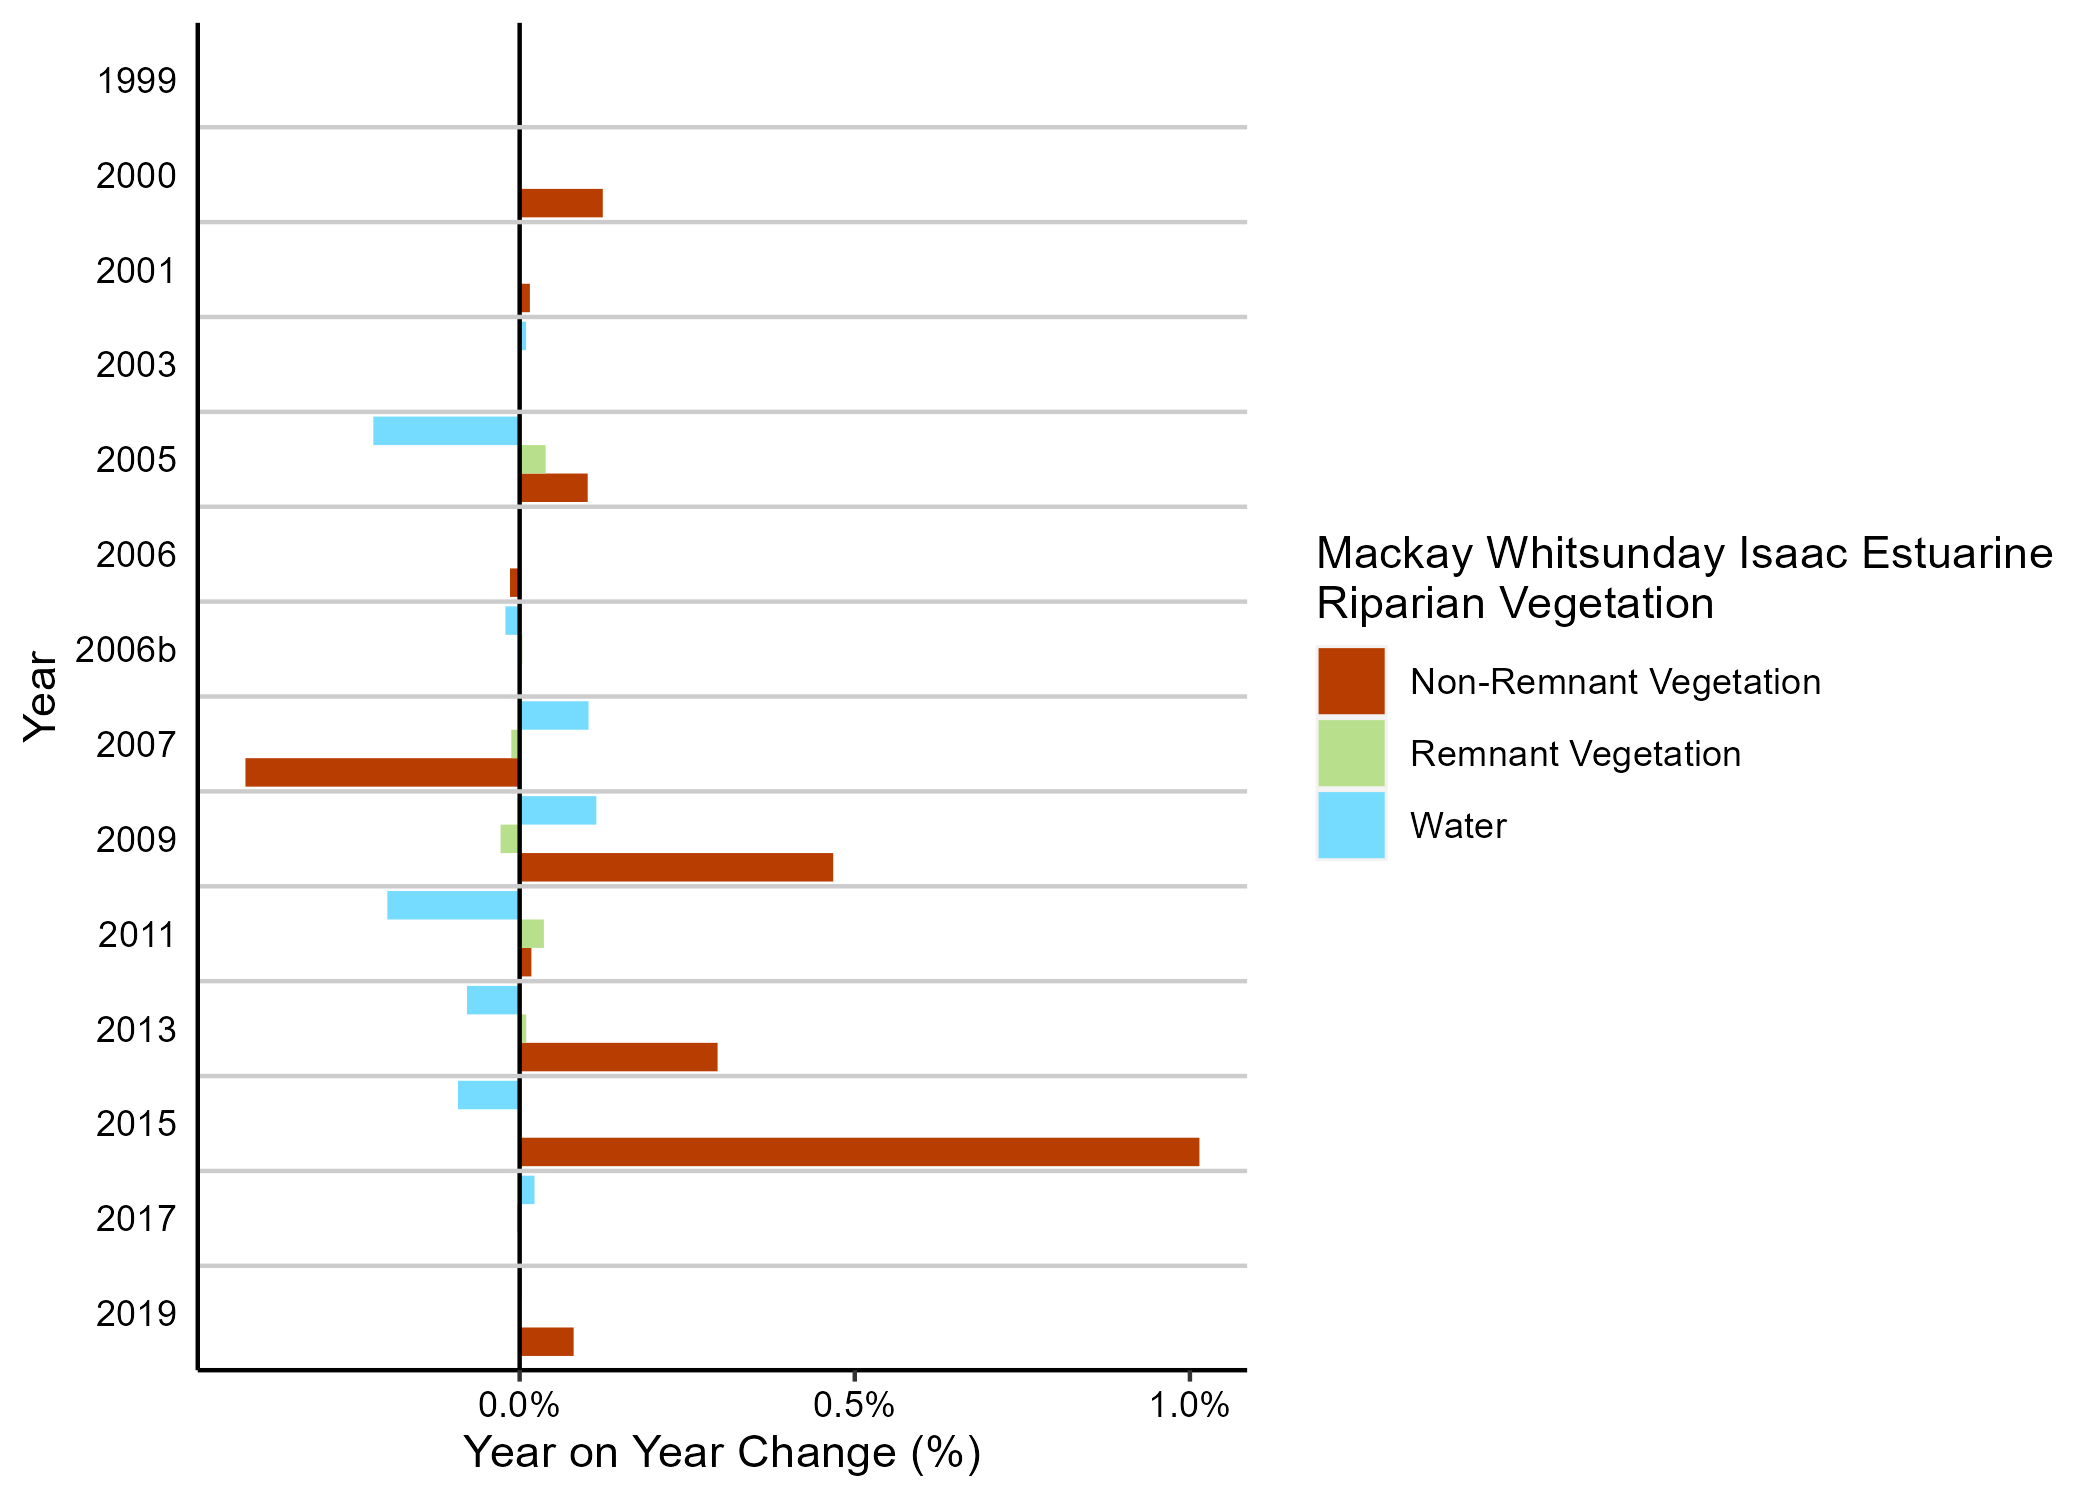 1999
2000
2001
2003
2005
2006
2006b
2007
2009
2011
2013
2015
2017
2019
Year
0.0%
0.5%
1.0%
Year on Year Change (%)
Mackay Whitsunday Isaac Estuarine
Riparian Vegetation
Non-Remnant Vegetation
Remnant Vegetation
Water